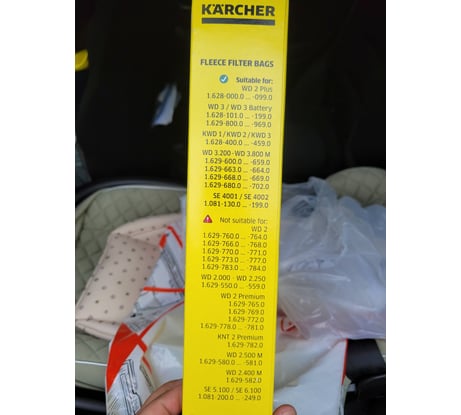 KÄRCHER
FLEECE FILTER BAGS
Suitable for:
WD 2 Plus
1.628-000.0 ... -099.0
WD 3 / WD 3 Battery
1.628-101.0 ... -199.0
1.629-800.0 ... -969.0
KWD 1 / KWD 2 / KWD 3
1.628-400.0 ... -459.0
WD 3.200 - WD 3.800 M
1.629-600.0 ... -659.0
1.629-663.0 ... -664.0
1.629-668.0 ... -669.0
1.629-680.0 ... -702.0
SE 4001 / SE 4002
1.081-130.0 ... -199.0
Not suitable for:
WD 2
1.629-760.0 ... -764.0
1.629-766.0 ... -768.0
1.629-770.0 ... -771.0
1.629-773.0 ... -777.0
1.629-783.0 ... -784.0
WD 2.000 - WD 2.250
1.629-550.0 ... -559.0
WD 2 Premium
1.629-765.0
1.629-769.0
1.629-772.0
1.629-778.0 ... -781.0
KNT 2 Premium
1.629-782.0
WD 2.500 M
1.629-580.0 ... -581.0
WD 2.400 M
1.629-582.0
SE 5.100 / SE 6.100
1.081-200.0 ... -249.0